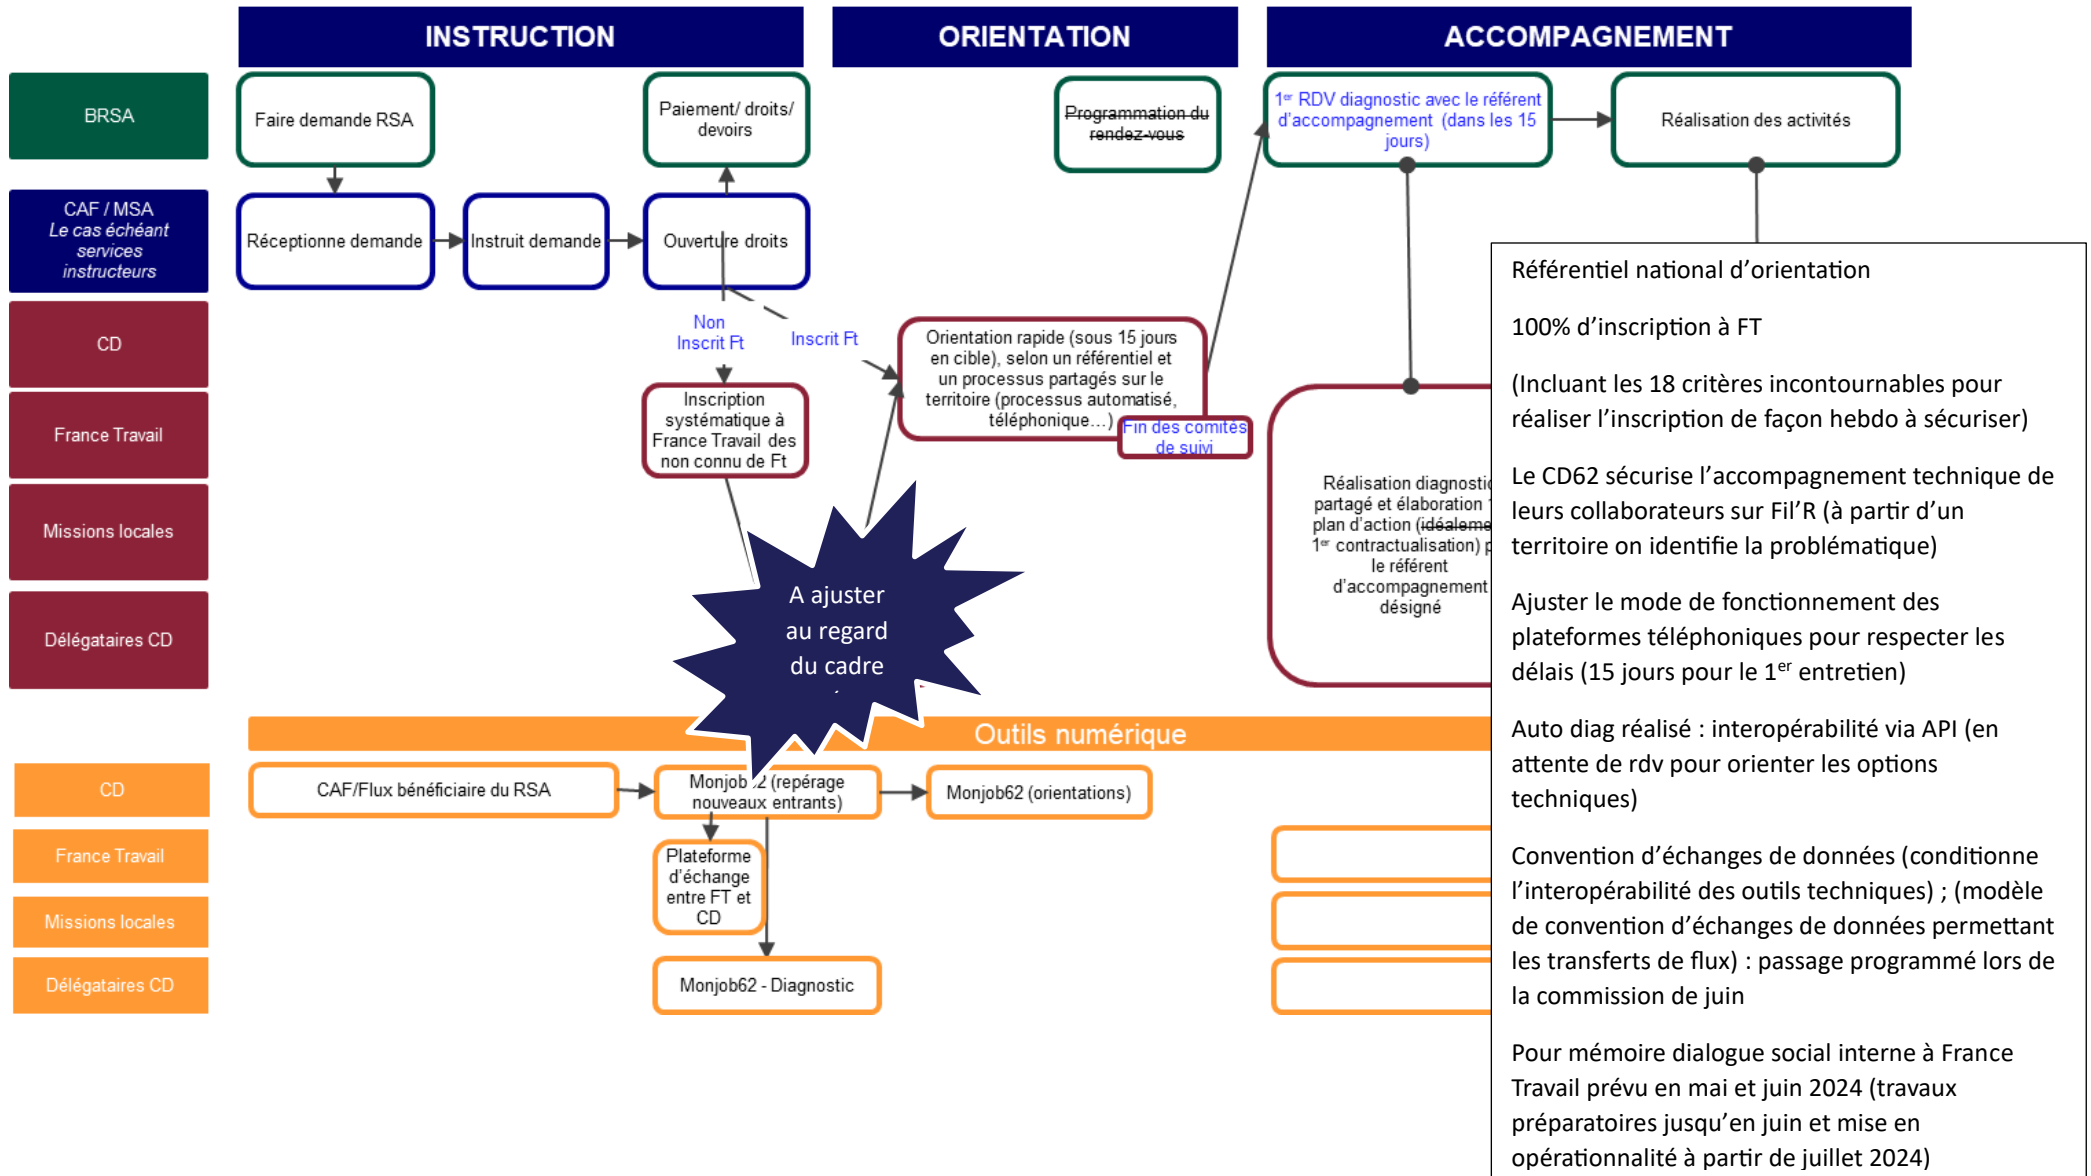 INSTRUCTION
ORIENTATION
ACCOMPAGNEMENT
BRSA
Faire demande RSA
Paiement/ droits/
devoirs
Programmation du
rendez-vous
1er RDV diagnostic avec le référent
d'accompagnement (dans les 15
jours)
Réalisation des activités
CAF / MSA
Le cas échéant
services
instructeurs
Réceptionne demande
Instruit demande
Ouverture droits
CD
Non
Inscrit Ft
Inscrit Ft
Orientation rapide (sous 15 jours
en cible), selon un référentiel et
un processus partagés sur le
territoire (processus automatisé,
téléphonique…)
Fin des comités
de suivi
France Travail
Inscription
systématique à
France Travail des
non connu de Ft
Missions locales
Délégataires CD
A ajuster
au regard
du cadre
Réalisation diagnostic
partagé et élaboration
plan d'action
1er contractualisation)
le référent
d'accompagnement
désigné
Outils numérique
CD
CAF/Flux bénéficiaire du RSA
Monjob62 (repérage
nouveaux entrants)
Monjob62 (orientations)
France Travail
Plateforme
d'échange
entre FT et
CD
Missions locales
Délégataires CD
Monjob62 - Diagnostic
Référentiel national d'orientation
100% d'inscription à FT
(Incluant les 18 critères incontournables pour
réaliser l'inscription de façon hebdo à sécuriser)
Le CD62 sécurise l'accompagnement technique de
leurs collaborateurs sur Fil'R (à partir d'un
territoire on identifie la problématique)
Ajuster le mode de fonctionnement des
plateformes téléphoniques pour respecter les
délais (15 jours pour le 1er entretien)
Auto diag réalisé : interopérabilité via API (en
attente de rdv pour orienter les options
techniques)
Convention d'échanges de données (conditionne
l'interopérabilité des outils techniques) ; (modèle
de convention d'échanges de données permettant
les transferts de flux) : passage programmé lors de
la commission de juin
Pour mémoire dialogue social interne à France
Travail prévu en mai et juin 2024 (travaux
préparatoires jusqu'en juin et mise en
opérationnalité à partir de juillet 2024)